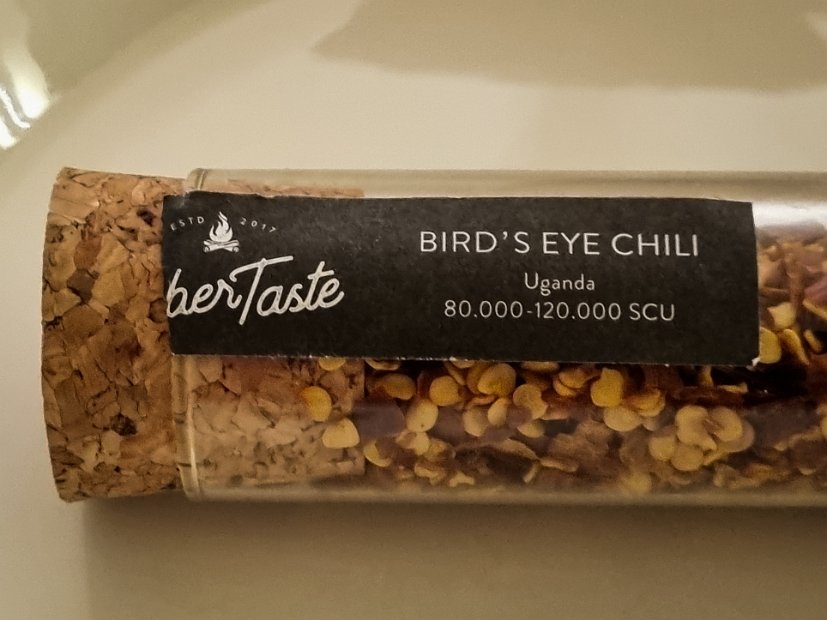 ESTD 2017
berTaste
BIRD'S EYE CHILI
Uganda
80.000-120.000 SCU